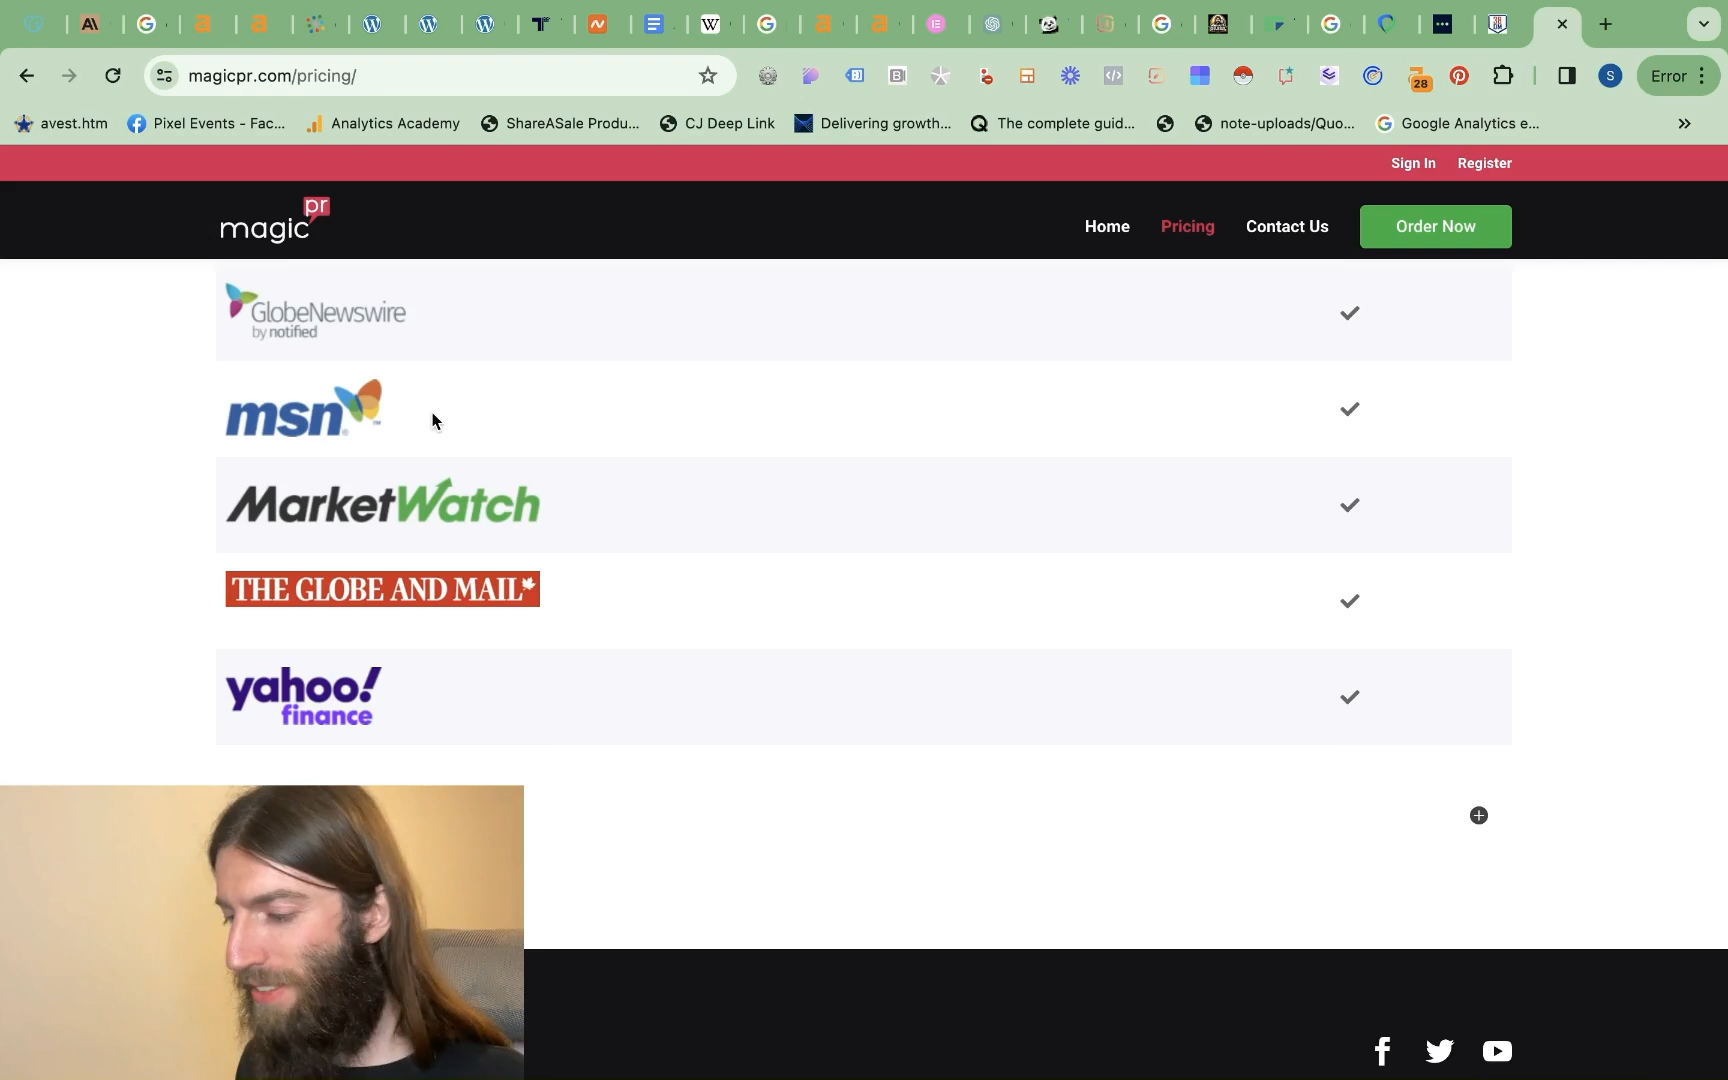 magicpr.com/pricing/
28
S
Error
avest.htm
Pixel Events - Fac...
Analytics Academy
ShareASale Produ...
CJ Deep Link
Delivering growth...
The complete guid...
note-uploads/Quo...
Google Analytics e...
Sign In
Register
magic pr
Home
Pricing
Contact Us
Order Now
GlobeNewswire
by notified
msn
MarketWatch
THE GLOBE AND MAIL
yahoo!
finance